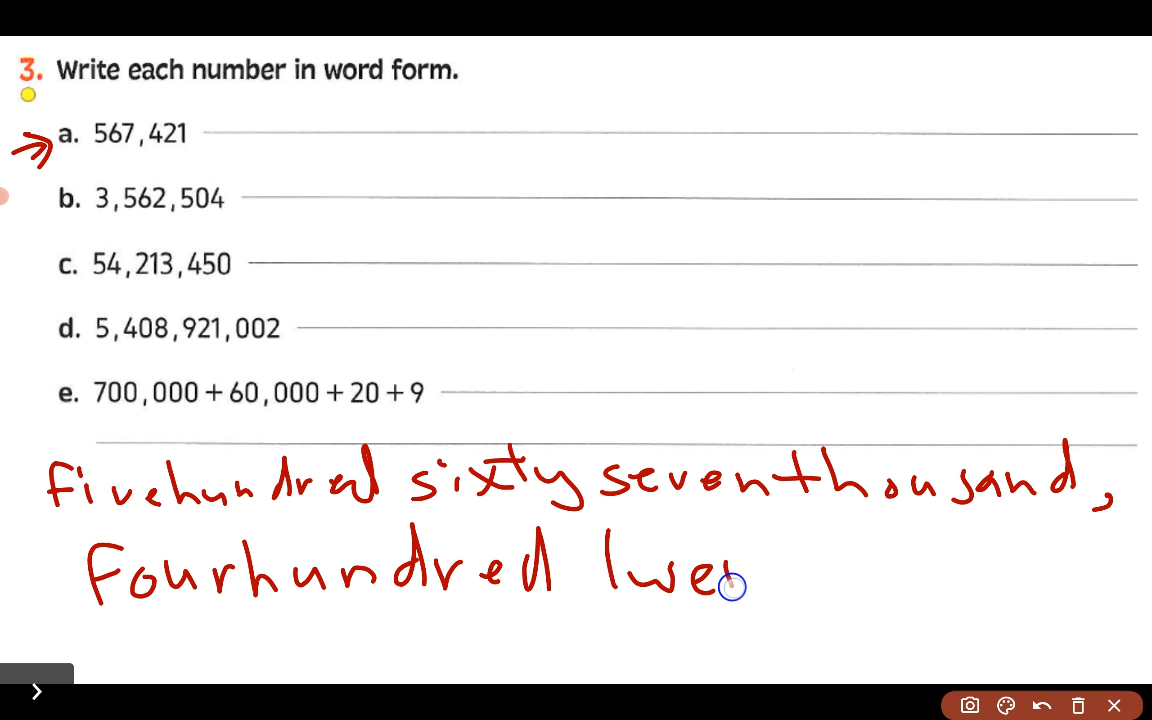 3. Write each number in word form.
a. 567,421
b. 3,562,504
c. 54,213,450
d. 5,408,921,002
e. 700,000 + 60,000 + 20 + 9
fivehundred sixty seventhousand,
fourhundred